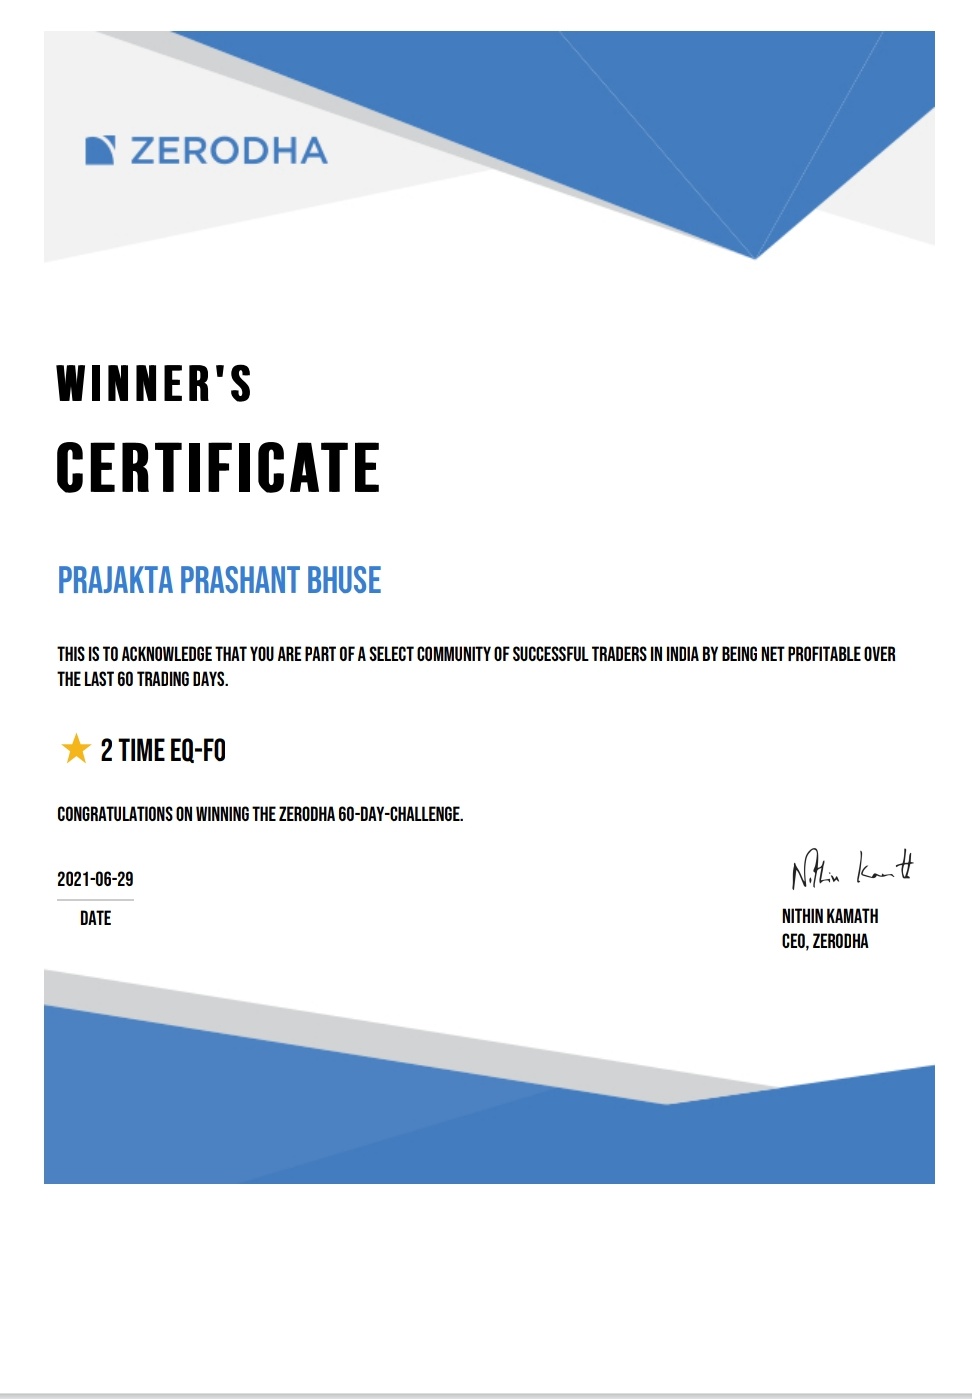 ZERODHA
WINNER'S
CERTIFICATE
PRAJAKTA PRASHANT BHUSE
THIS IS TO ACKNOWLEDGE THAT YOU ARE PART OF A SELECT COMMUNITY OF SUCCESSFUL TRADERS IN INDIA BY BEING NET PROFITABLE OVER
THE LAST 60 TRADING DAYS.
2 TIME EQ-FO
CONGRATULATIONS ON WINNING THE ZERODHA 60-DAY-CHALLENGE.
2021-06-29
DATE
Nithin Kamath
NITHIN KAMATH
CEO, ZERODHA